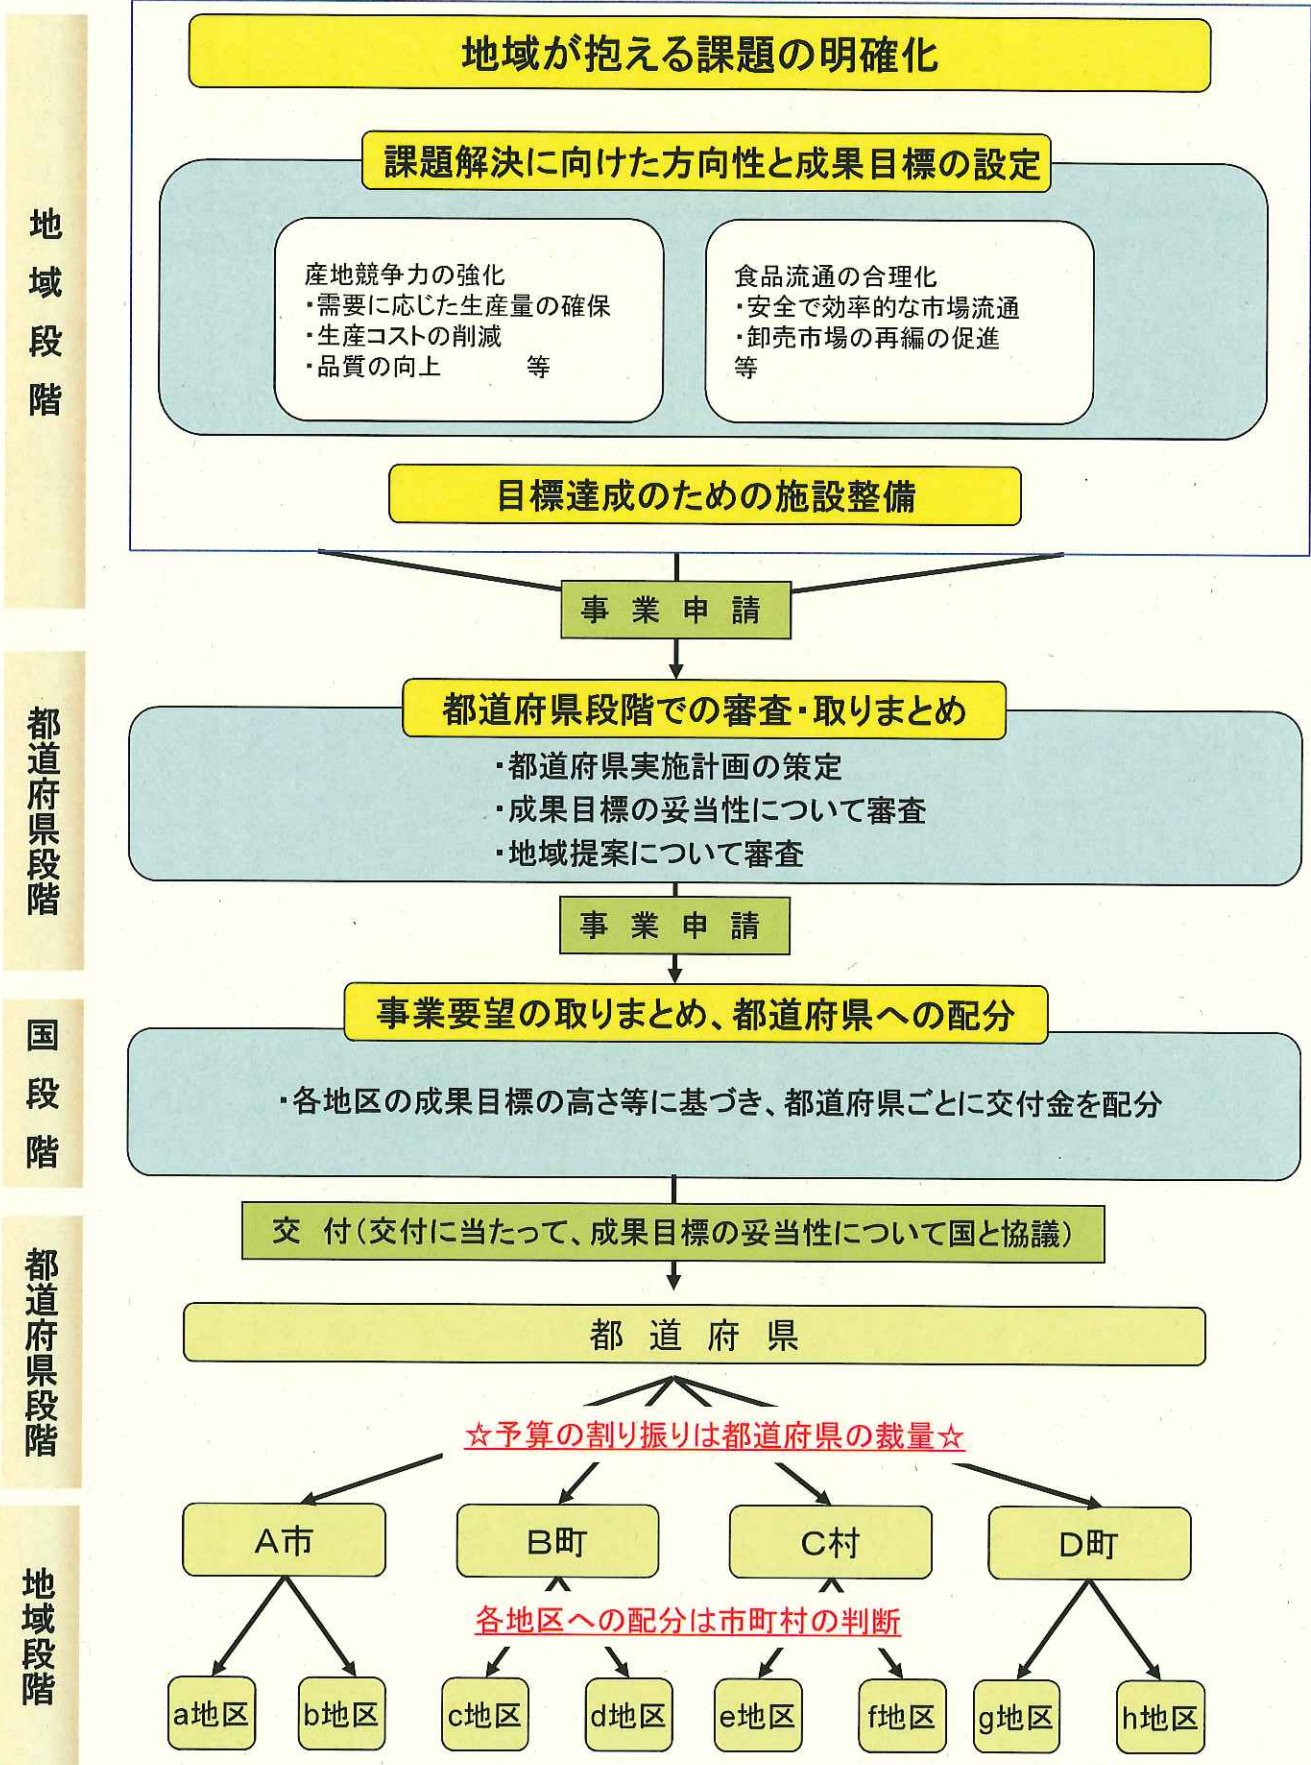 地域段階
地域が抱える課題の明確化
課題解決に向けた方向性と成果目標の設定
産地競争力の強化
・需要に応じた生産量の確保
・生産コストの削減
・品質の向上　　　等
食品流通の合理化
・安全で効率的な市場流通
・卸売市場の再編の促進
等
目標達成のための施設整備
事　業　申　請
都道府県段階
都道府県段階での審査・取りまとめ
・都道府県実施計画の策定
・成果目標の妥当性について審査
・地域提案について審査
事　業　申　請
国段階
事業要望の取りまとめ、都道府県への配分
・各地区の成果目標の高さ等に基づき、都道府県ごとに交付金を配分
交　付（交付に当たって、成果目標の妥当性について国と協議）
都道府県段階
都　道　府　県
☆予算の割り振りは都道府県の裁量☆
地域段階
A市
B町
C村
D町
各地区への配分は市町村の判断
a地区
b地区
c地区
d地区
e地区
f地区
g地区
h地区